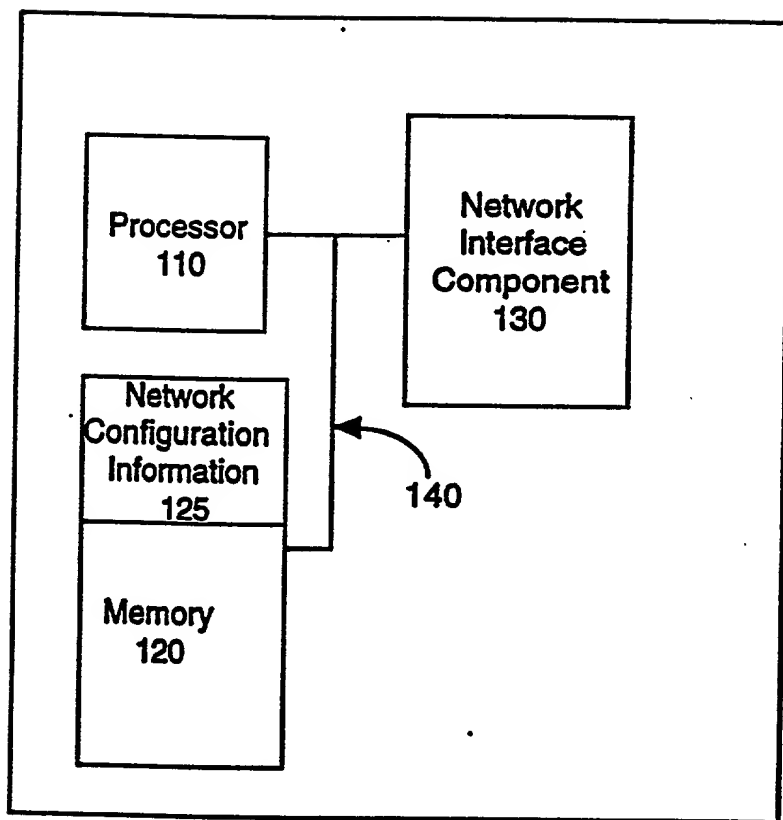 Processor
110
Network
Interface
Component
130
Network
Configuration
Information
125
140
Memory
120